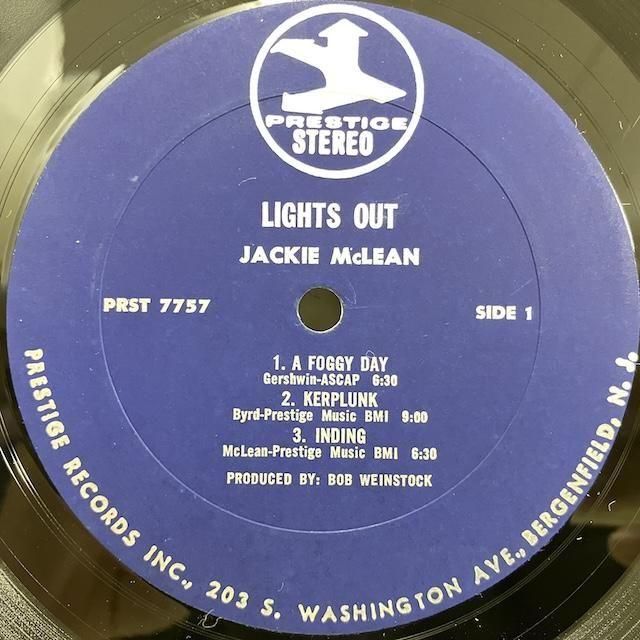 PRESTIGE
STEREO
LIGHTS OUT
JACKIE McLEAN
PRST 7757
SIDE 1
1. A FOGGY DAY
Gershwin-ASCAP 6:30
2. KERPLUNK
Byrd-Prestige Music BMI 9:00
3. INDING
McLean-Prestige Music BMI 6:30
PRODUCED BY: BOB WEINSTOCK
PRESTIGE RECORDS INC., 203 S. WASHINGTON AVE., BERGENFIELD, N. J.